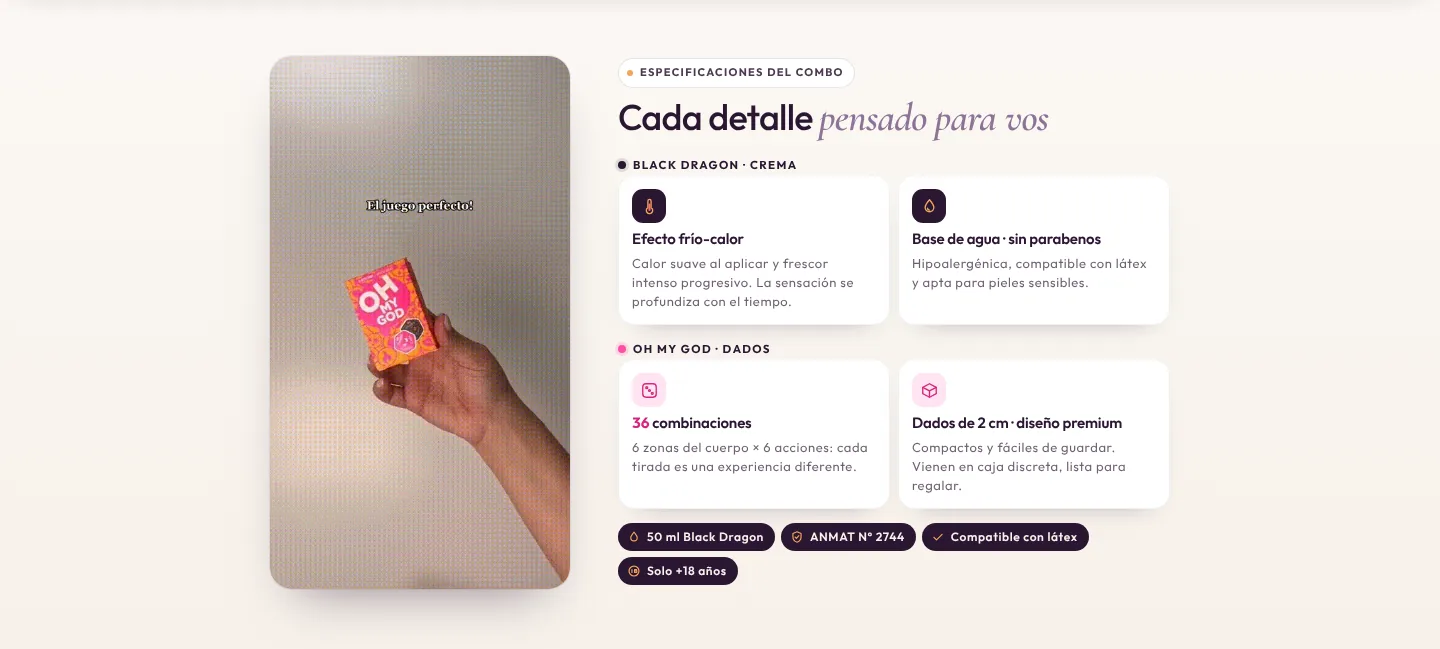 El juego perfecto!
OH
MY
GOD
ESPECIFICACIONES DEL COMBO
Cada detalle pensado para vos
BLACK DRAGON · CREMA
Efecto frío-calor
Calor suave al aplicar y frescor
intenso progresivo. La sensación se
profundiza con el tiempo.
Base de agua · sin parabenos
Hipoalergénica, compatible con látex
y apta para pieles sensibles.
OH MY GOD · DADOS
36 combinaciones
6 zonas del cuerpo × 6 acciones: cada
tirada es una experiencia diferente.
Dados de 2 cm · diseño premium
Compactos y fáciles de guardar.
Vienen en caja discreta, lista para
regalar.
50 ml Black Dragon
ANMAT N° 2744
Compatible con látex
Solo +18 años